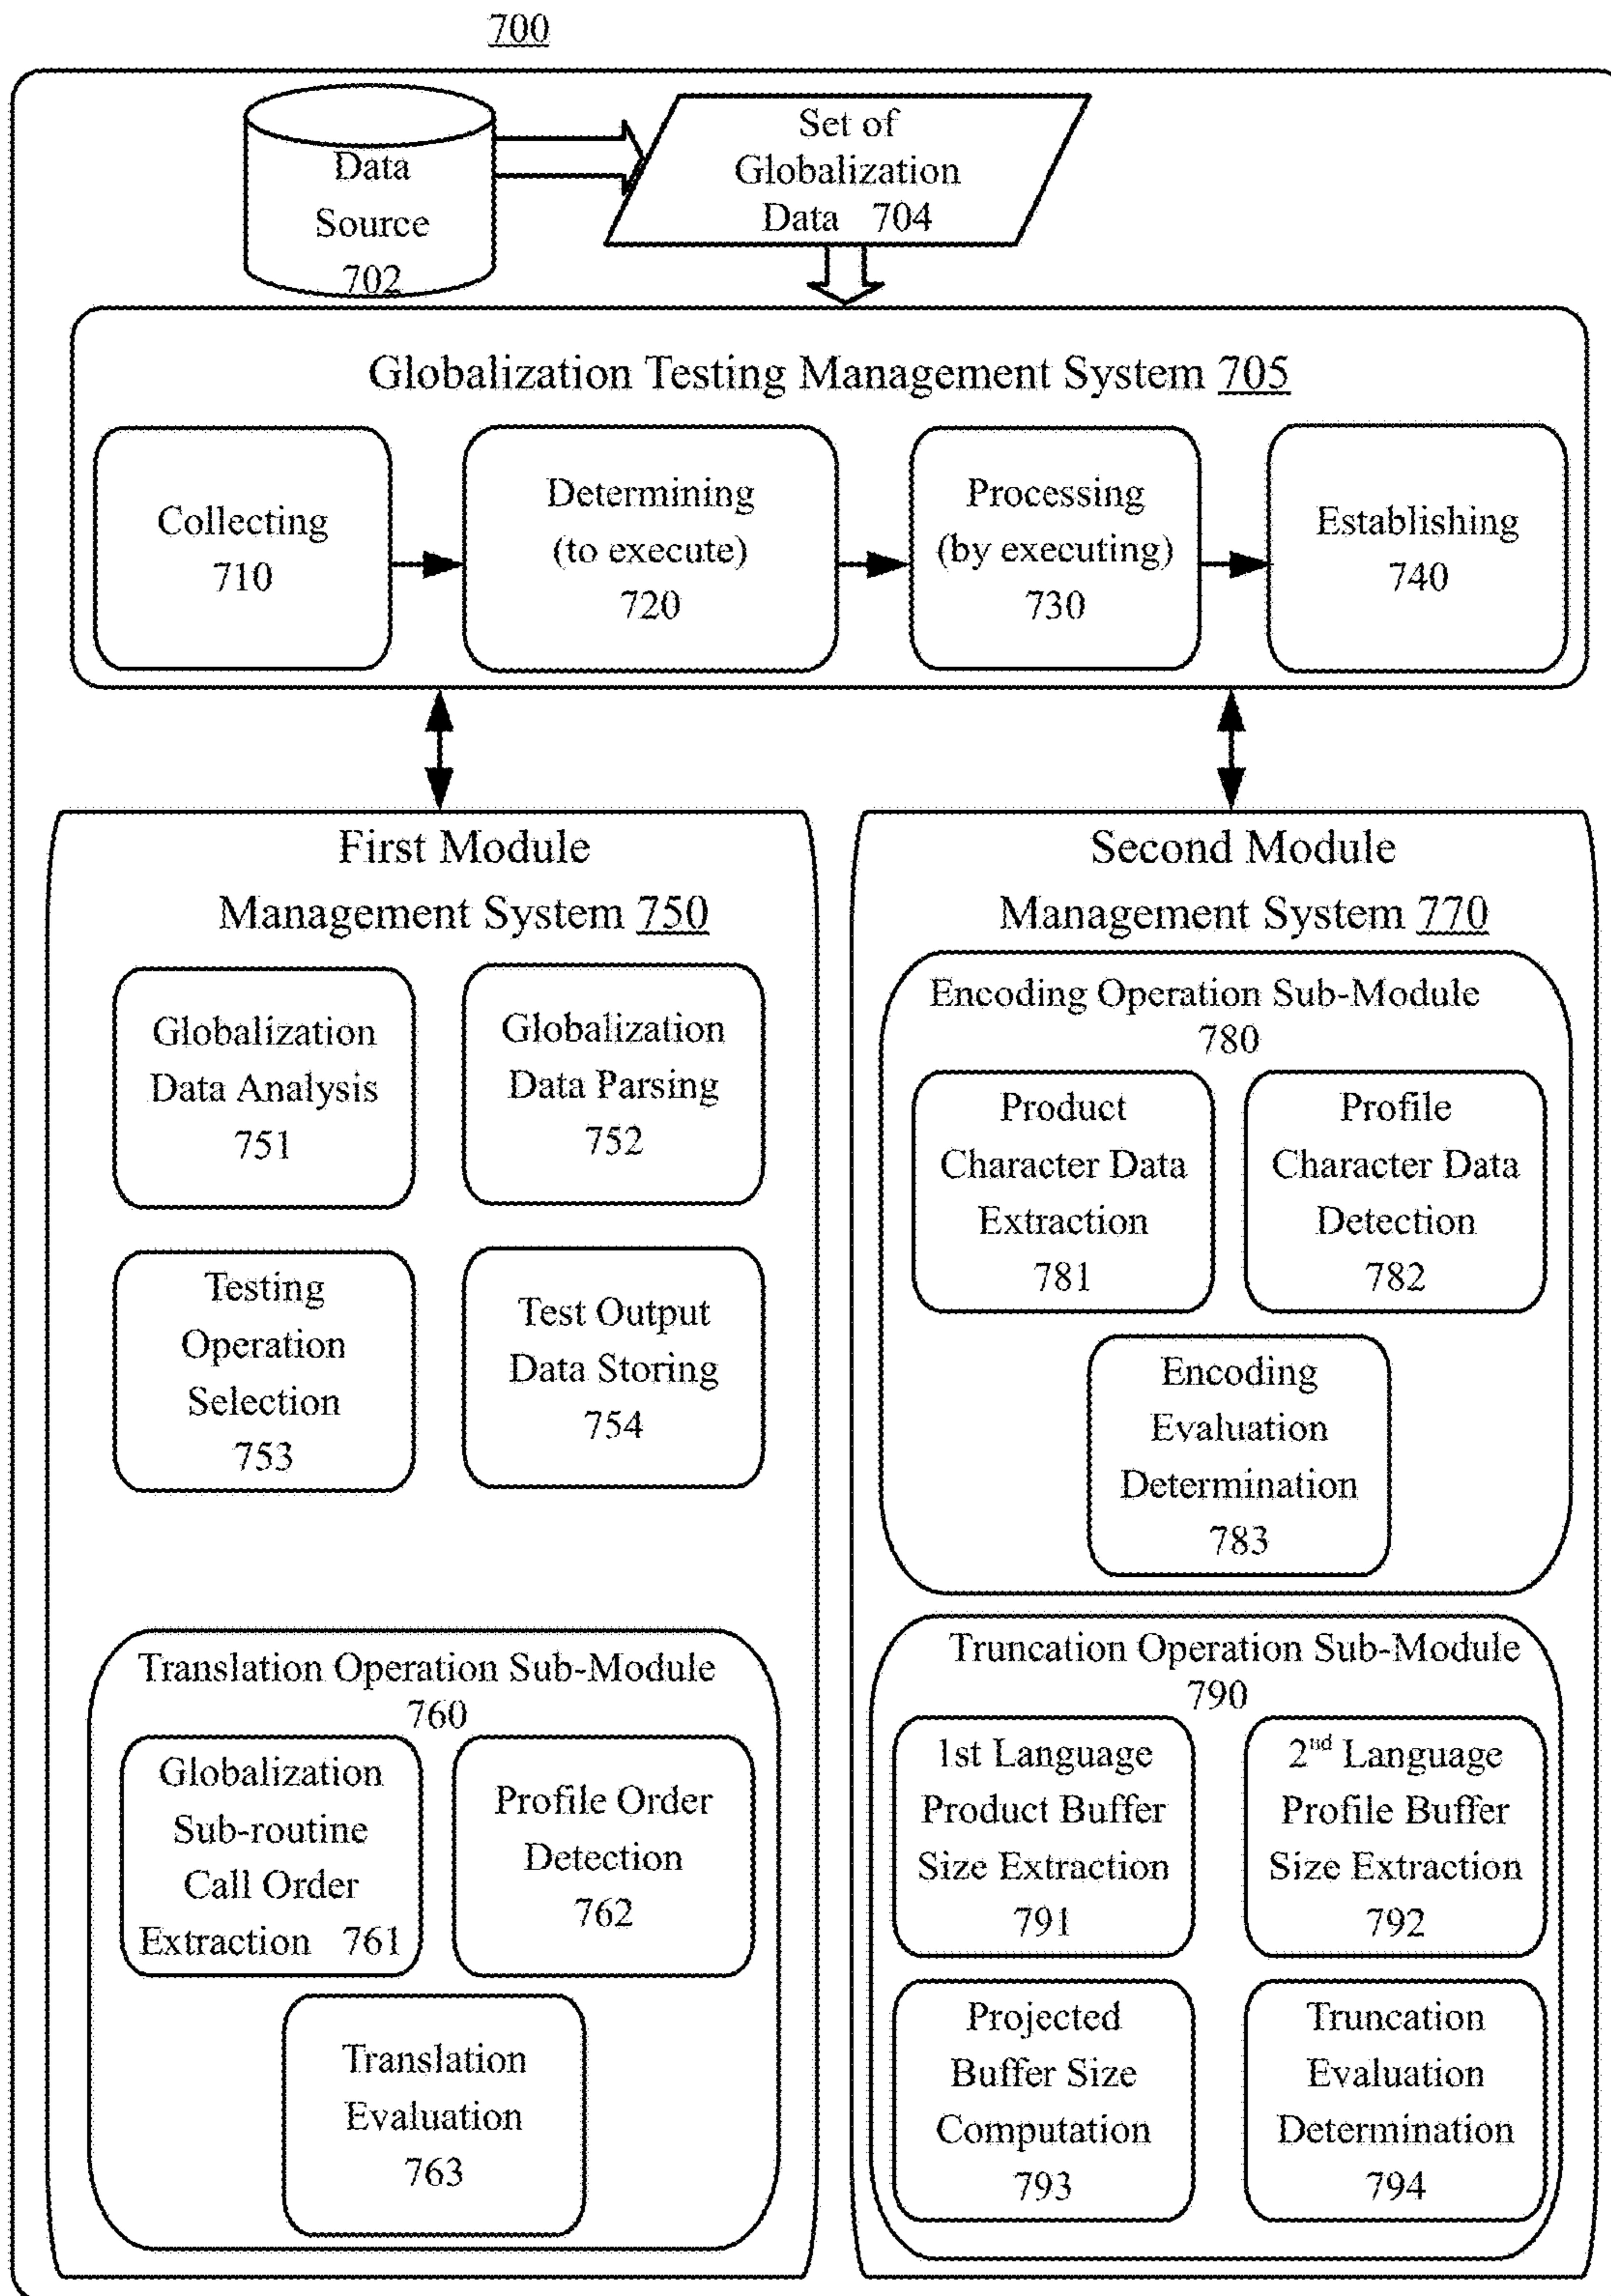 700
Data
Source
702
Set of
Globalization
Data 704
Globalization Testing Management System 705
Collecting
710
Determining
(to execute)
720
Processing
(by executing)
730
Establishing
740
First Module
Management System 750
Globalization
Data Analysis
751
Globalization
Data Parsing
752
Testing
Operation
Selection
753
Test Output
Data Storing
754
Translation Operation Sub-Module
760
Globalization
Sub-routine
Call Order
Extraction 761
Profile Order
Detection
762
Translation
Evaluation
763
Second Module
Management System 770
Encoding Operation Sub-Module
780
Product
Character Data
Extraction
781
Profile
Character Data
Detection
782
Encoding
Evaluation
Determination
783
Truncation Operation Sub-Module
790
1st Language
Product Buffer
Size Extraction
791
2nd Language
Profile Buffer
Size Extraction
792
Projected
Buffer Size
Computation
793
Truncation
Evaluation
Determination
794